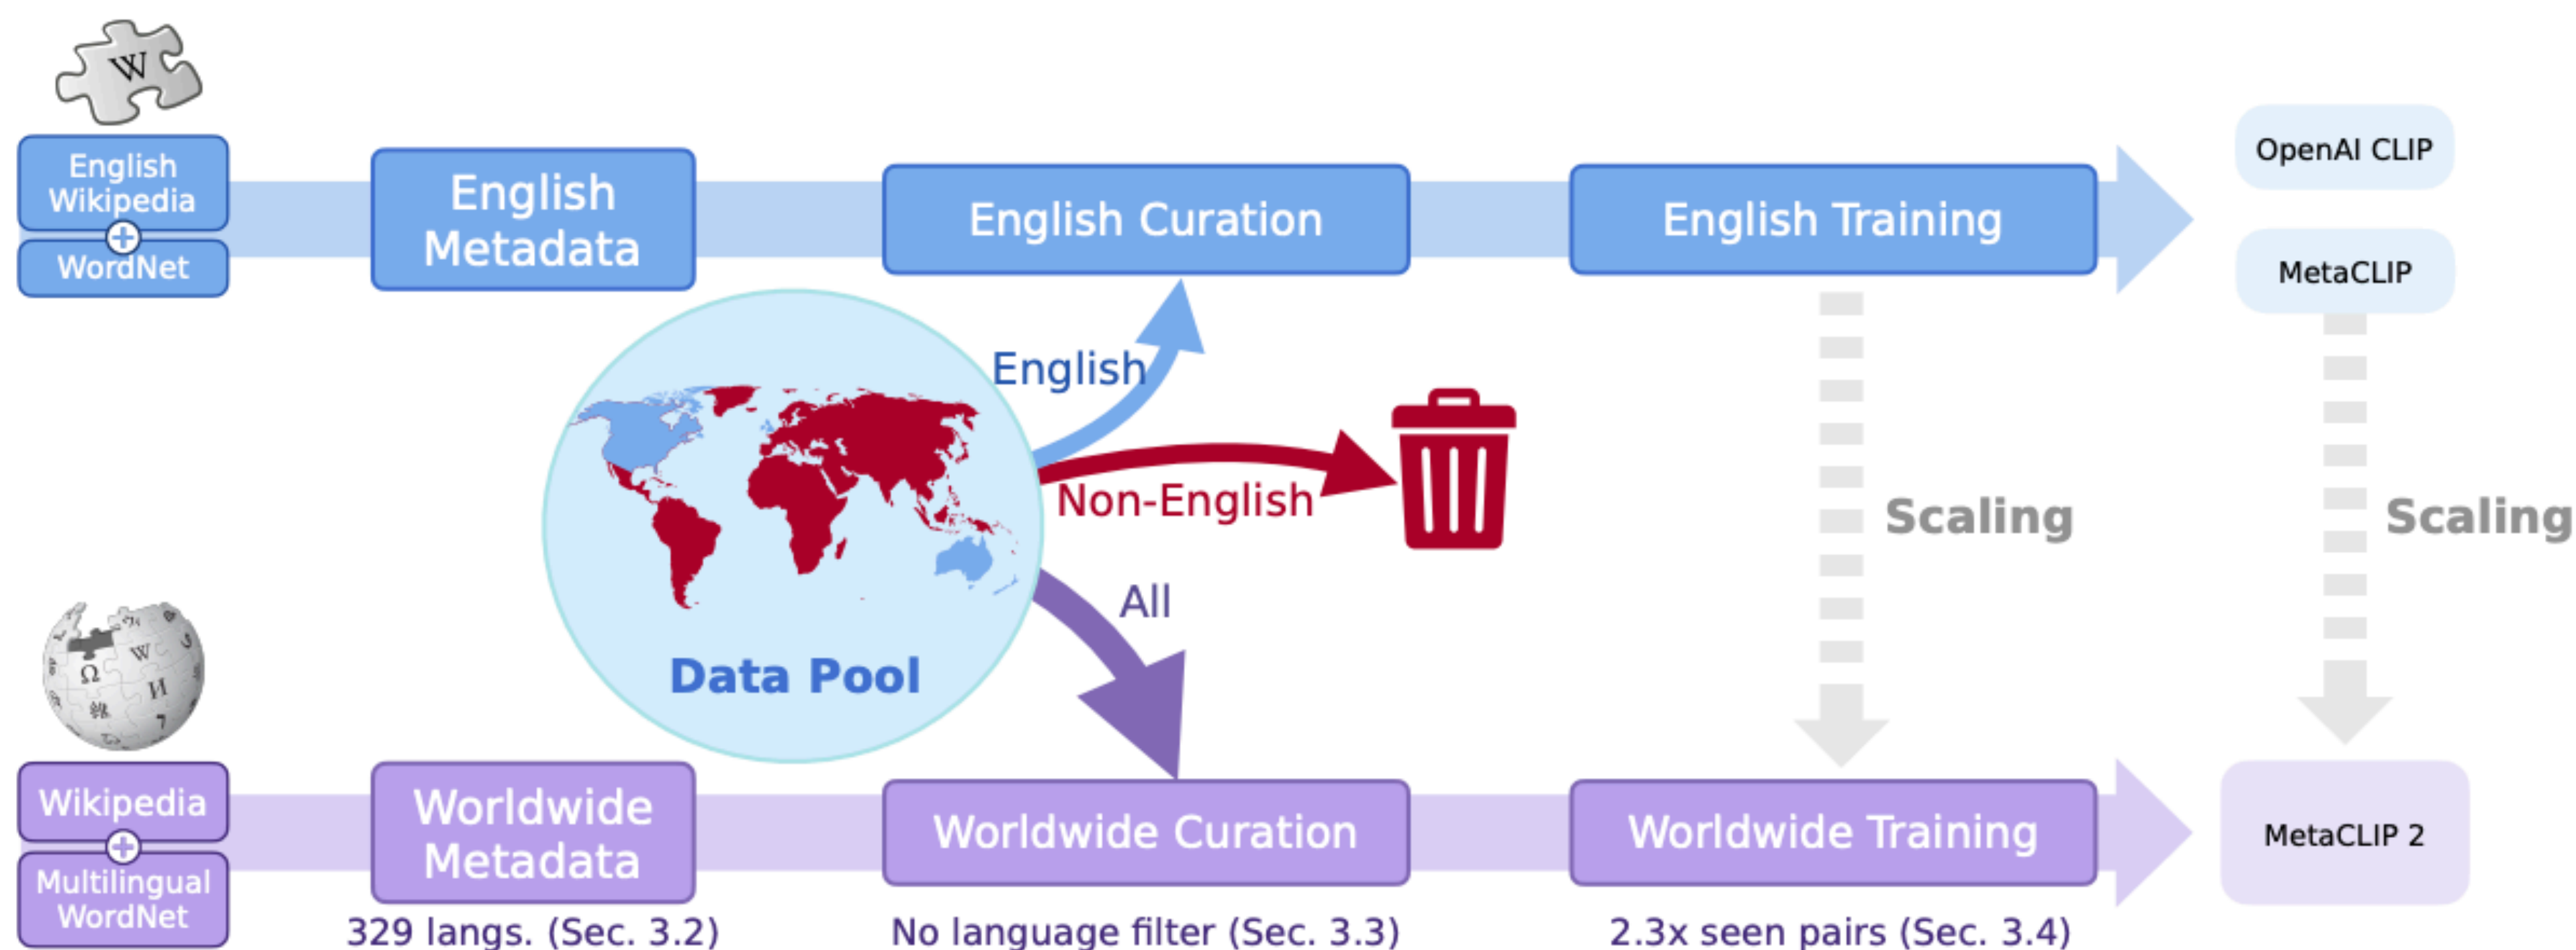 W
English
Wikipedia
WordNet
English
Metadata
English Curation
English Training
OpenAI CLIP
MetaCLIP
English
Non-English
All
Data Pool
Scaling
Scaling
Ω
W
И
Wikipedia
Multilingual
WordNet
Worldwide
Metadata
329 langs. (Sec. 3.2)
Worldwide Curation
No language filter (Sec. 3.3)
Worldwide Training
2.3x seen pairs (Sec. 3.4)
MetaCLIP 2